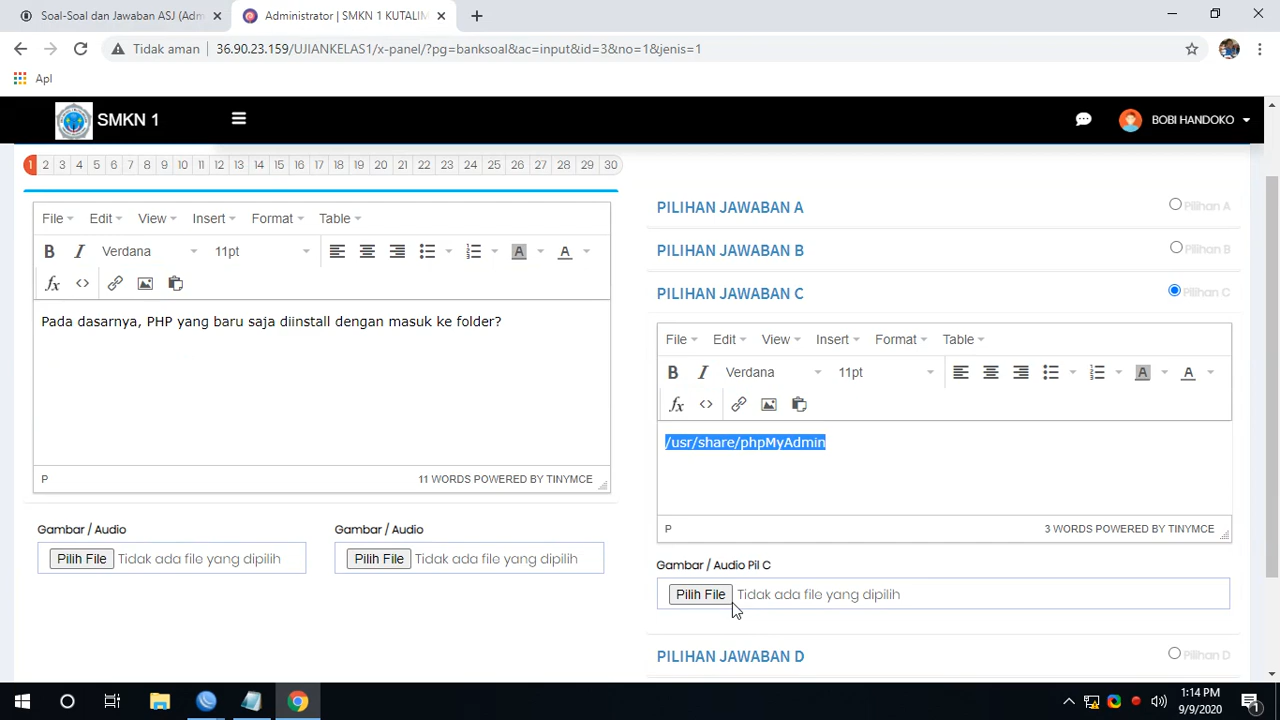 Soal-Soal dan Jawaban ASJ (Adm
Administrator | SMKN 1 KUTALIM
Tidak aman
36.90.23.159/UJIANKELAS1/x-panel/?pg=banksoal&ac=input&id=3&no=1&jenis=1
Apl
SMKN 1
BOBI HANDOKO
1 2 3 4 5 6 7 8 9 10 11 12 13 14 15 16 17 18 19 20 21 22 23 24 25 26 27 28 29 30
File Edit View Insert Format Table
B I Verdana 11pt A A
fx <>
Pada dasarnya, PHP yang baru saja diinstall dengan masuk ke folder?
P 11 WORDS POWERED BY TINYMCE
Gambar / Audio
Pilih File Tidak ada file yang dipilih
Gambar / Audio
Pilih File Tidak ada file yang dipilih
PILIHAN JAWABAN A
Pilihan A
PILIHAN JAWABAN B
Pilihan B
PILIHAN JAWABAN C
Pilihan C
File Edit View Insert Format Table
B I Verdana 11pt A A
fx <>
/usr/share/phpMyAdmin
P 3 WORDS POWERED BY TINYMCE
Gambar / Audio Pil C
Pilih File Tidak ada file yang dipilih
PILIHAN JAWABAN D
Pilihan D
1:14 PM
9/9/2020
1